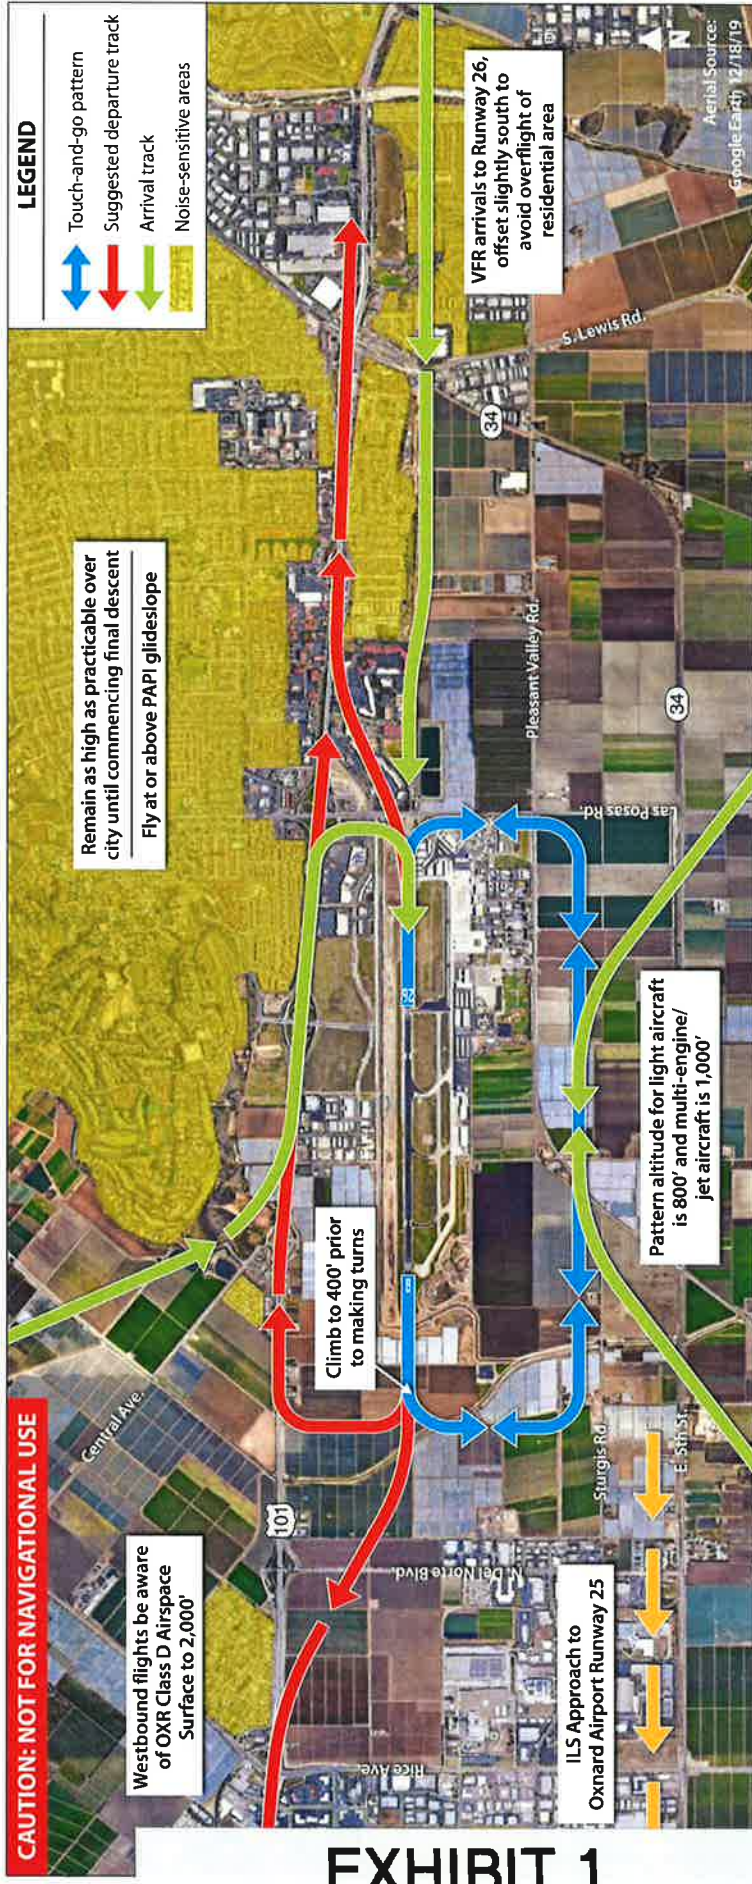 CAUTION: NOT FOR NAVIGATIONAL USE
LEGEND
Touch-and-go pattern
Suggested departure track
Arrival track
Noise-sensitive areas
Westbound flights be aware
of OXR Class D Airspace
Surface to 2,000'
Central Ave.
101
Remain as high as practicable over
city until commencing final descent
Fly at or above PAPI glideslope
Climb to 400' prior
to making turns
VFR arrivals to Runway 26,
offset slightly south to
avoid overflight of
residential area
26
N. Del Norte Blvd.
Rice Ave.
Las Posas Rd.
Pleasant Valley Rd.
34
S. Lewis Rd.
Sturgis Rd
E. 5th St.
34
ILS Approach to
Oxnard Airport Runway 25
Pattern altitude for light aircraft
is 800' and multi-engine/
jet aircraft is 1,000'
N
Aerial Source:
Google Earth 12/18/19
EXHIBIT 1